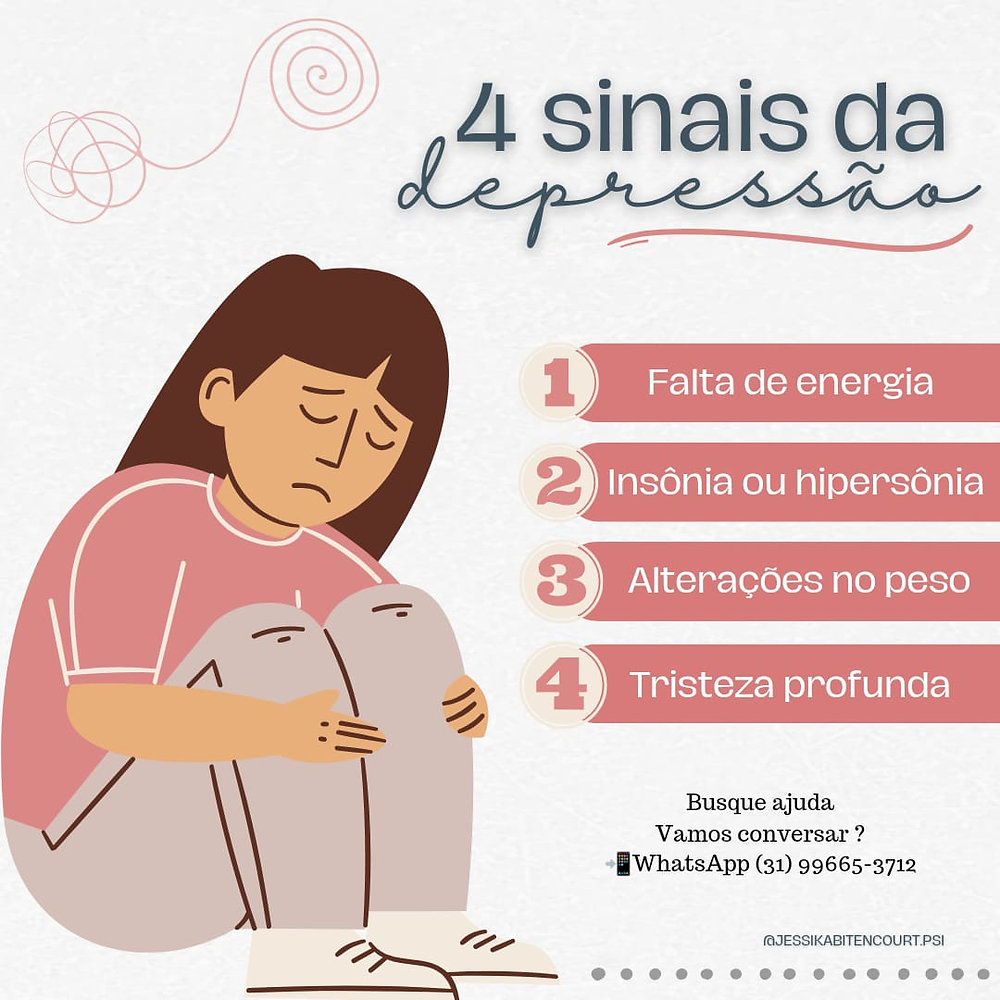 4 sinais da
depressão
1 Falta de energia
2 Insônia ou hipersônia
3 Alterações no peso
4 Tristeza profunda
Busque ajuda
Vamos conversar ?
📲WhatsApp (31) 99665-3712
@JESSIKABITENCOURT.PSI